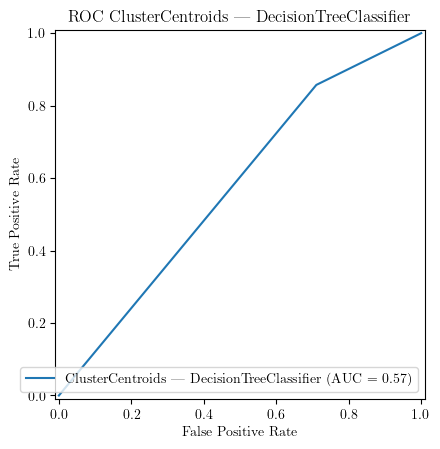 ROC ClusterCentroids — DecisionTreeClassifier
1.0
0.8
0.6
0.4
0.2
0.0
True Positive Rate
ClusterCentroids — DecisionTreeClassifier (AUC = 0.57)
0.0 0.2 0.4 0.6 0.8 1.0
False Positive Rate